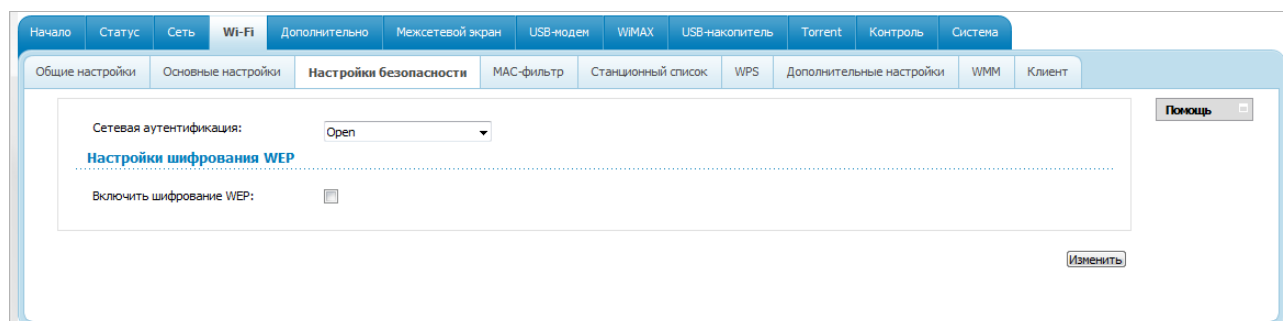 Начало Статус Сеть Wi-Fi Дополнительно Межсетевой экран USB-модем WiMAX USB-накопитель Torrent Контроль Система
Общие настройки Основные настройки Настройки безопасности MAC-фильтр Станционный список WPS Дополнительные настройки WMM Клиент
Помощь
Сетевая аутентификация: Open
Настройки шифрования WEP
Включить шифрование WEP:
Изменить